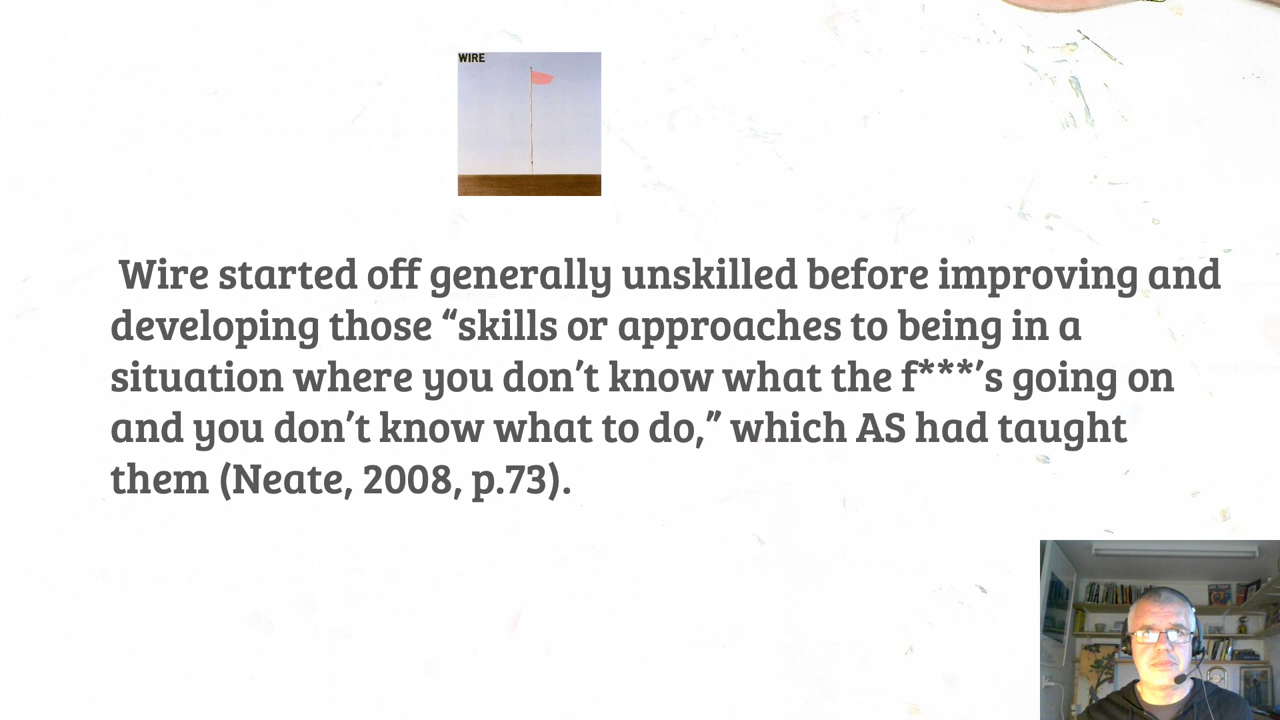 WIRE
Wire started off generally unskilled before improving and
developing those “skills or approaches to being in a
situation where you don’t know what the f***’s going on
and you don’t know what to do,” which AS had taught
them (Neate, 2008, p.73).